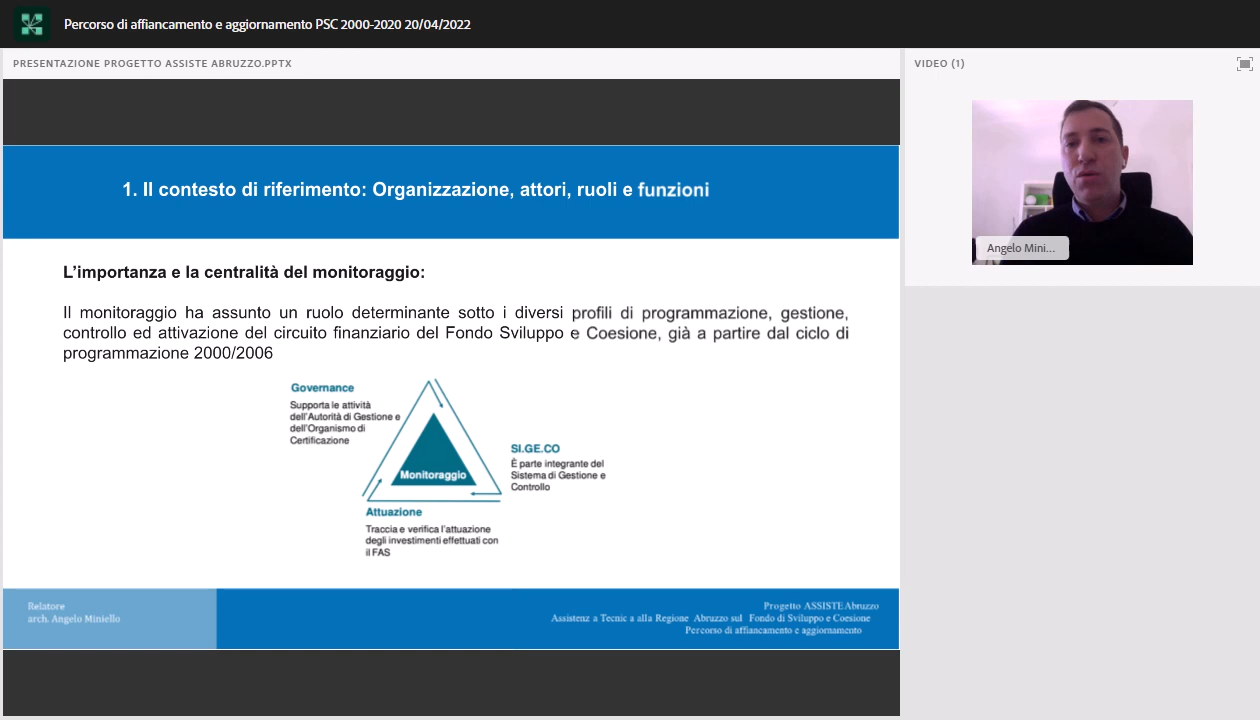 Percorso di affiancamento e aggiornamento PSC 2000-2020 20/04/2022
PRESENTAZIONE PROGETTO ASSISTE ABRUZZO.PPTX
VIDEO (1)
1. Il contesto di riferimento: Organizzazione, attori, ruoli e funzioni
L'importanza e la centralità del monitoraggio:
Il monitoraggio ha assunto un ruolo determinante sotto i diversi profili di programmazione, gestione,
controllo ed attivazione del circuito finanziario del Fondo Sviluppo e Coesione, già a partire dal ciclo di
programmazione 2000/2006
Governance
Supporta le attività
dell'Autorità di Gestione e
dell'Organismo di
Certificazione
Monitoraggio
SI.GE.CO
È parte integrante del
Sistema di Gestione e
Controllo
Attuazione
Traccia e verifica l'attuazione
degli investimenti effettuati con
il FAS
Relatore
arch. Angelo Miniello
Progetto ASSISTE Abruzzo
Assistenz a Tecnic a alla Regione Abruzzo sul Fondo di Sviluppo e Coesione
Percorso di affiancamento e aggiornamento
Angelo Mini...